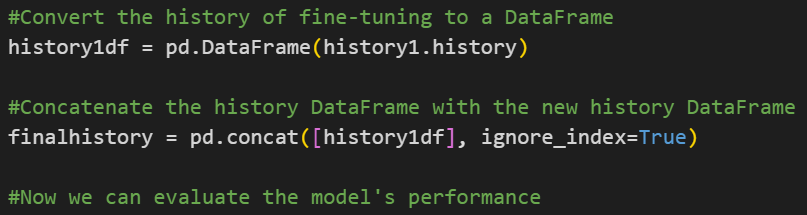 #Convert the history of fine-tuning to a DataFrame
history1df = pd.DataFrame(history1.history)
#Concatenate the history DataFrame with the new history DataFrame
finalhistory = pd.concat([history1df], ignore_index=True)
#Now we can evaluate the model's performance